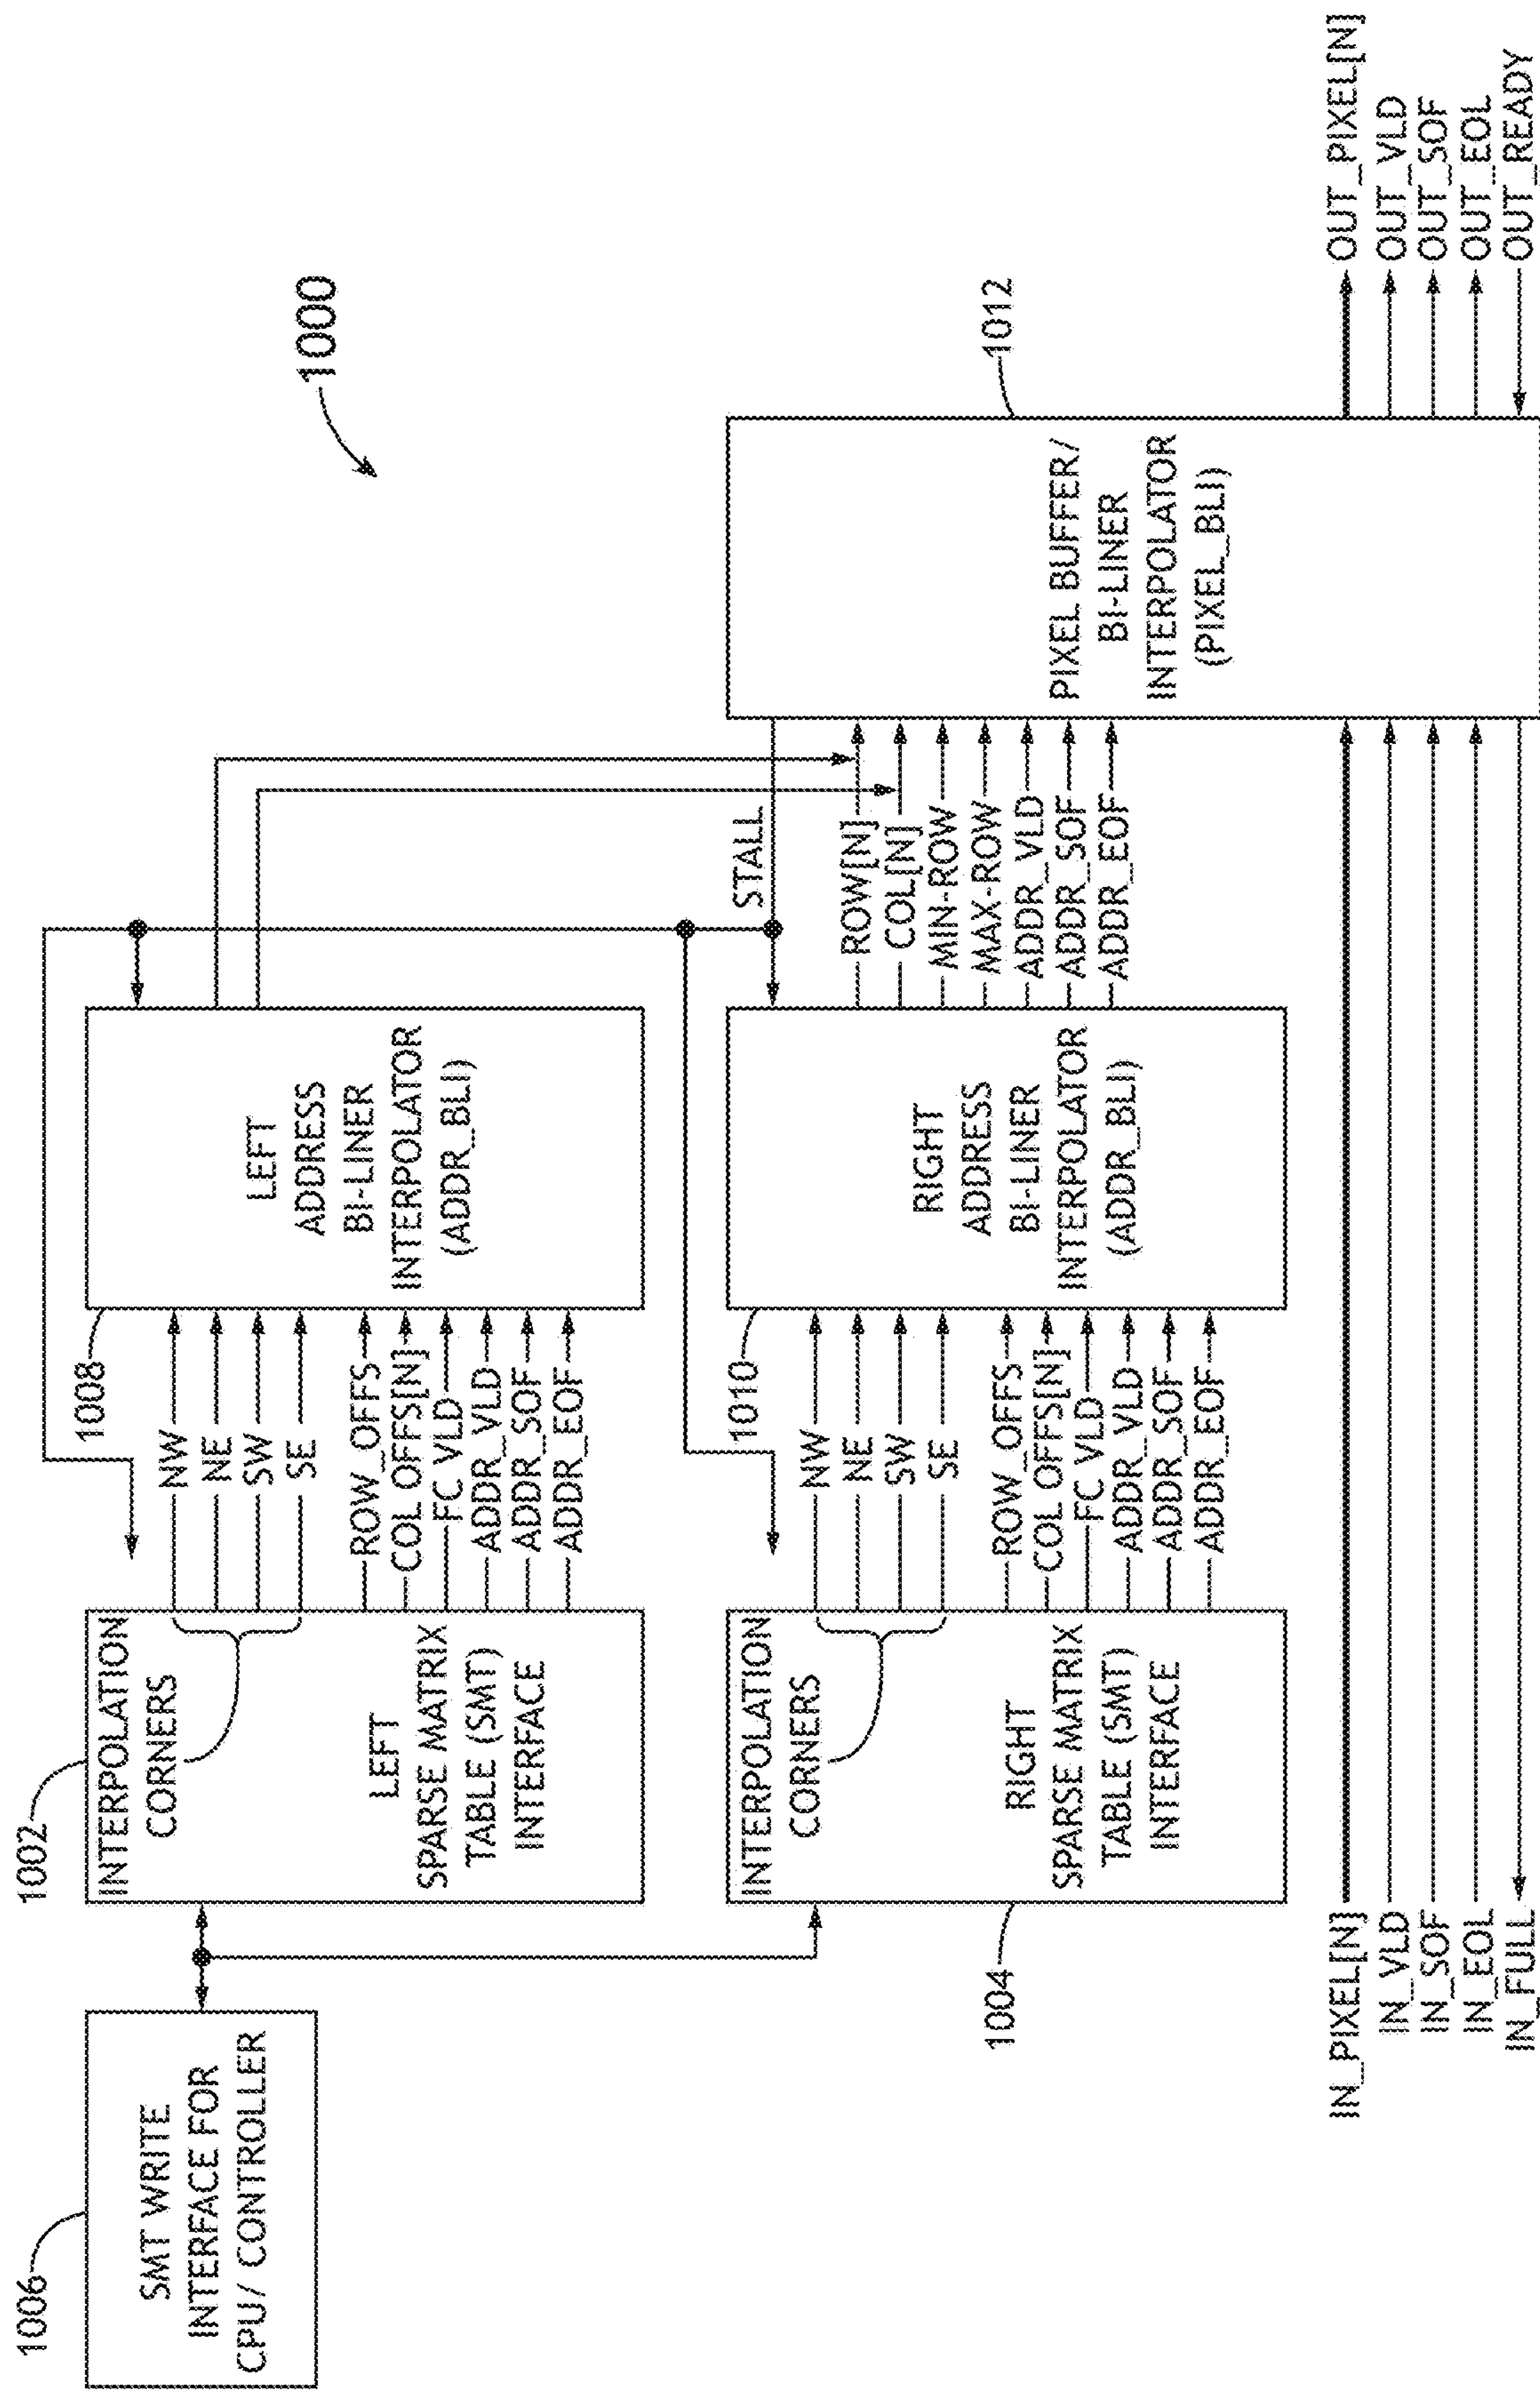 1000
1006
SMT WRITE
INTERFACE FOR
CPU/ CONTROLLER
1002
INTERPOLATION
CORNERS
LEFT
SPARSE MATRIX
TABLE (SMT)
INTERFACE
NW
NE
SW
SE
ROW_OFFS
COL OFFS[N]
FC VLD
ADDR_VLD
ADDR_SOF
ADDR_EOF
1008
LEFT
ADDRESS
BI-LINER
INTERPOLATOR
(ADDR_BLI)
1004
INTERPOLATION
CORNERS
RIGHT
SPARSE MATRIX
TABLE (SMT)
INTERFACE
NW
NE
SW
SE
ROW_OFFS
COL OFFS[N]
FC VLD
ADDR_VLD
ADDR_SOF
ADDR_EOF
1010
RIGHT
ADDRESS
BI-LINER
INTERPOLATOR
(ADDR_BLI)
STALL
ROW[N]
COL[N]
MIN-ROW
MAX-ROW
ADDR_VLD
ADDR_SOF
ADDR_EOF
1012
PIXEL BUFFER/
BI-LINER
INTERPOLATOR
(PIXEL_BLI)
IN_PIXEL[N]
IN_VLD
IN_SOF
IN_EOL
IN_FULL
OUT_PIXEL[N]
OUT_VLD
OUT_SOF
OUT_EOL
OUT_READY